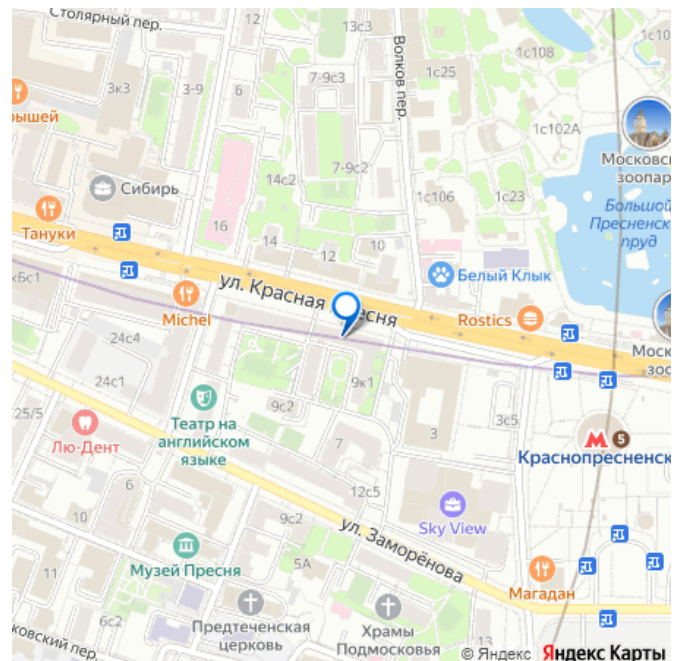 Столярный пер.
12
13с3
1с10
Волков пер.
1с108
3к3
3-9
6
7-9с3
1с25
рышей
1с102А
Московс
зоопар
Сибирь
14с2
7-9с2
1с106
1с23
Большой
Пресненск
пруд
Тануки
16
14
12
10
Белый Клык
кБс1
Michel
ул. Красная Пресня
Rostics
Моск
зоо
24с4
24с1
9к1
9с2
3
3с5
5
Краснопресненск
25/5
Лю-Дент
Театр на
английском
языке
7
12с5
6
10
9с2
Sky View
ул. Заморёнова
Музей Пресня
5А
11
Магадан
6с2
Предтеченская
церковь
Храмы
Подмосковья
ковский пер.
© Яндекс Яндекс Карты